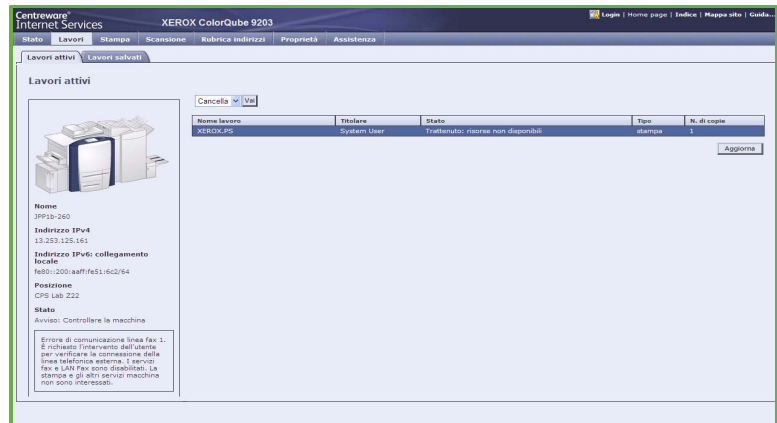 Centreware®
Internet Services
XEROX ColorQube 9203
Login | Home page | Indice | Mappa sito | Guida...
Stato Lavori Stampa Scansione Rubrica indirizzi Proprietà Assistenza
Lavori attivi Lavori salvati
Lavori attivi
Cancella Vai
Nome lavoro Titolare Stato Tipo N. di copie
XEROX.PS System User Trattenuto: risorse non disponibili stampa 1
Aggiorna
Nome
JPP1b-260
Indirizzo IPv4
13.253.125.161
Indirizzo IPv6: collegamento
locale
fe80::200:aaff:fe51:6c2/64
Posizione
CPS Lab Z22
Stato
Avviso: Controllare la macchina
Errore di comunicazione linea fax 1.
È richiesto l'intervento dell'utente
per verificare la connessione della
linea telefonica esterna. I servizi
fax e LAN Fax sono disabilitati. La
stampa e gli altri servizi macchina
non sono interessati.